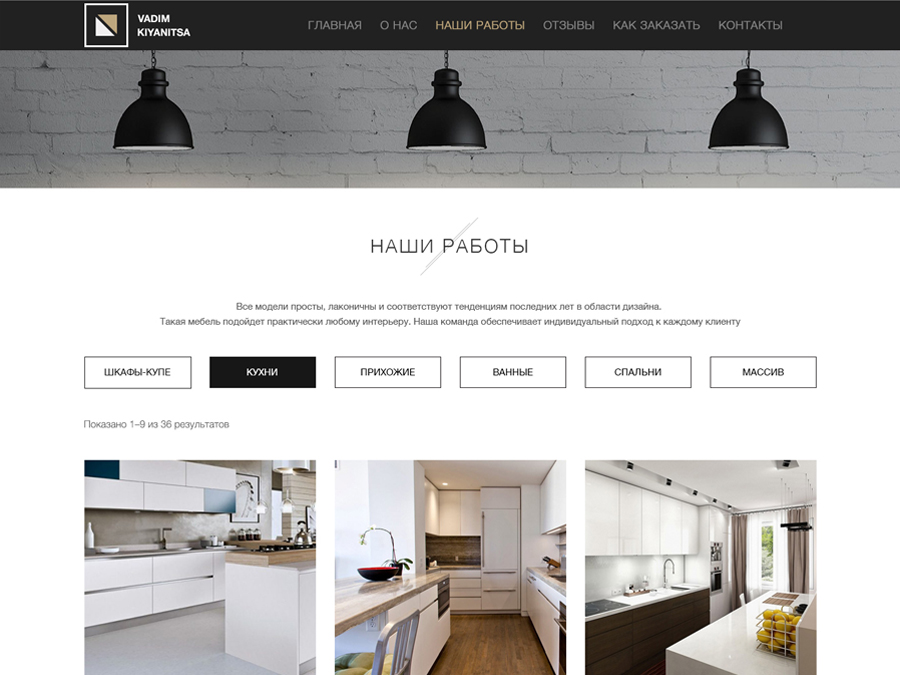 VADIM
KIYANITSA
ГЛАВНАЯ О НАС НАШИ РАБОТЫ ОТЗЫВЫ КАК ЗАКАЗАТЬ КОНТАКТЫ
НАШИ РАБОТЫ
Все модели просты, лаконичны и соответствуют тенденциям последних лет в области дизайна.
Такая мебель подойдет практически любому интерьеру. Наша команда обеспечивает индивидуальный подход к каждому клиенту
ШКАФЫ-КУПЕ КУХНИ ПРИХОЖИЕ ВАННЫЕ СПАЛЬНИ МАССИВ
Показано 1–9 из 36 результатов